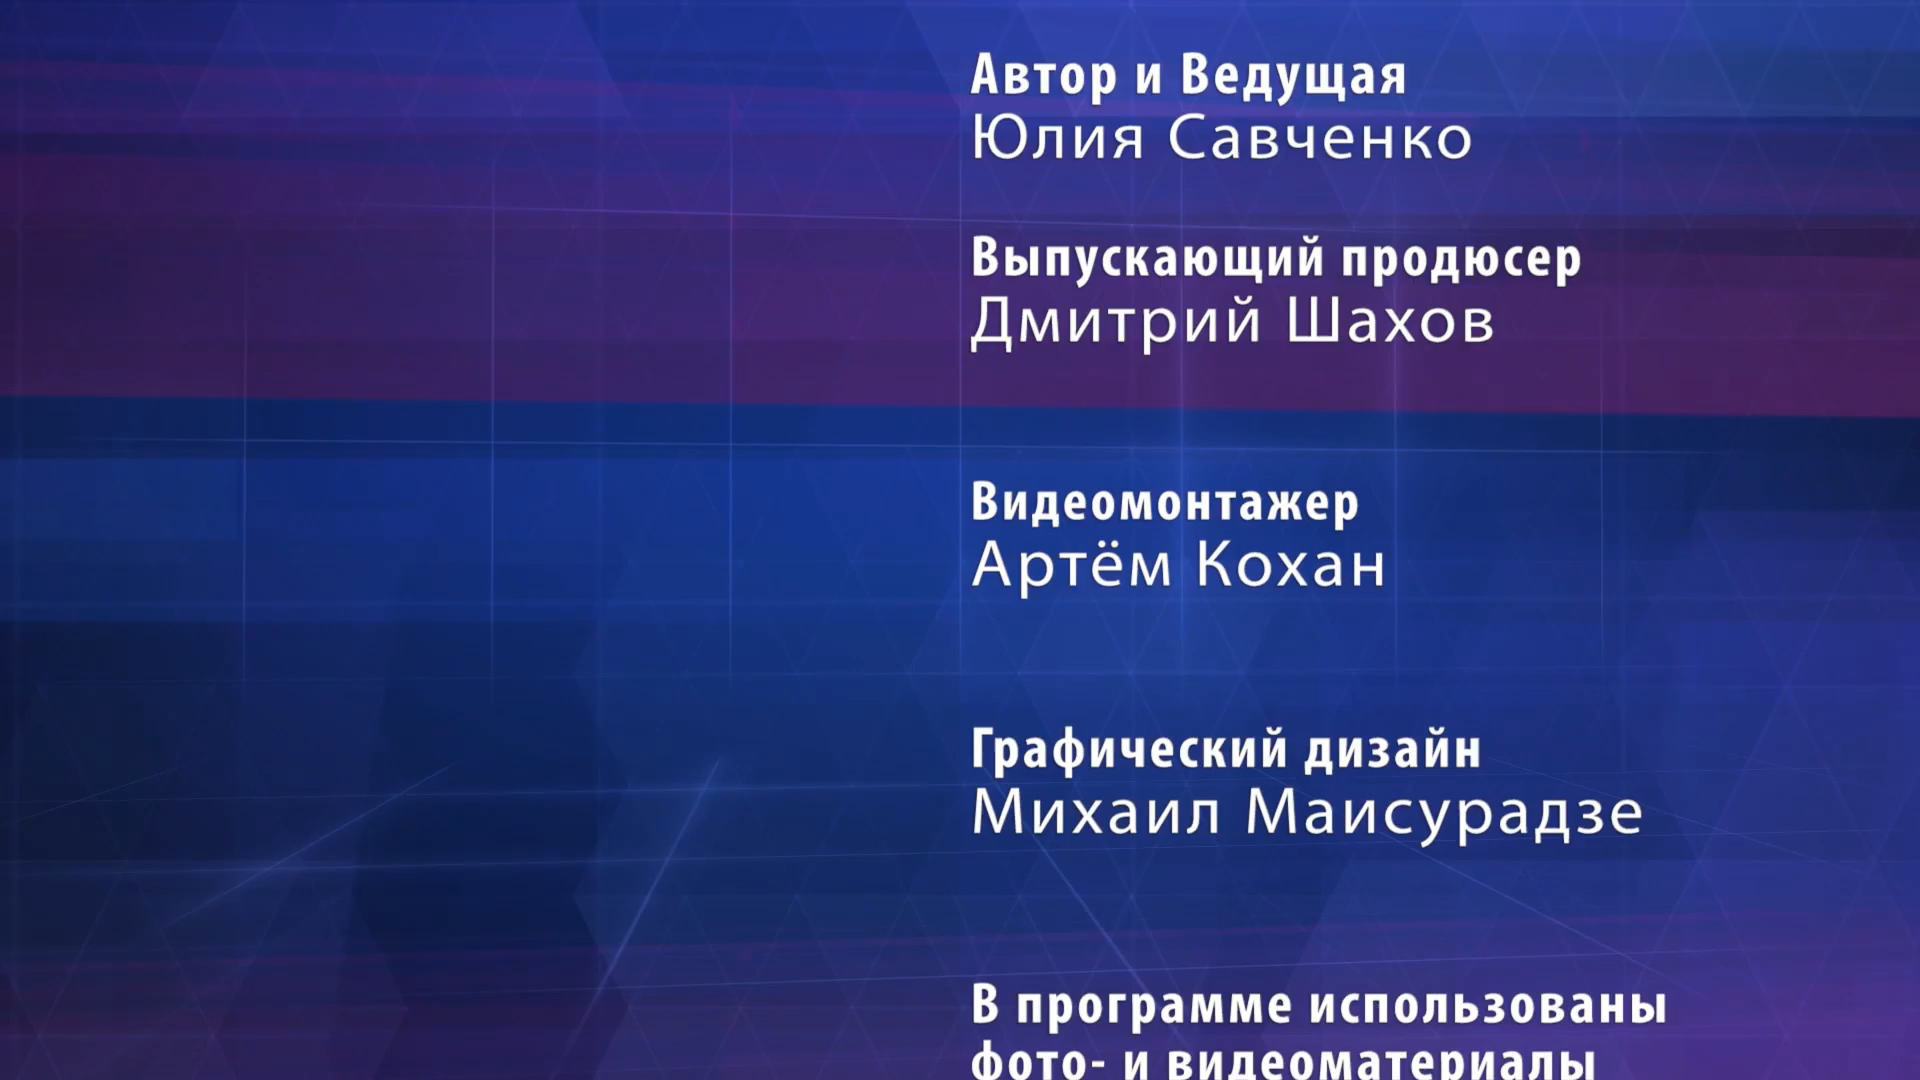 Автор и Ведущая
Юлия Савченко
Выпускающий продюсер
Дмитрий Шахов
Видеомонтажер
Артём Кохан
Графический дизайн
Михаил Маисурадзе
В программе использованы
фото- и видеоматериалы